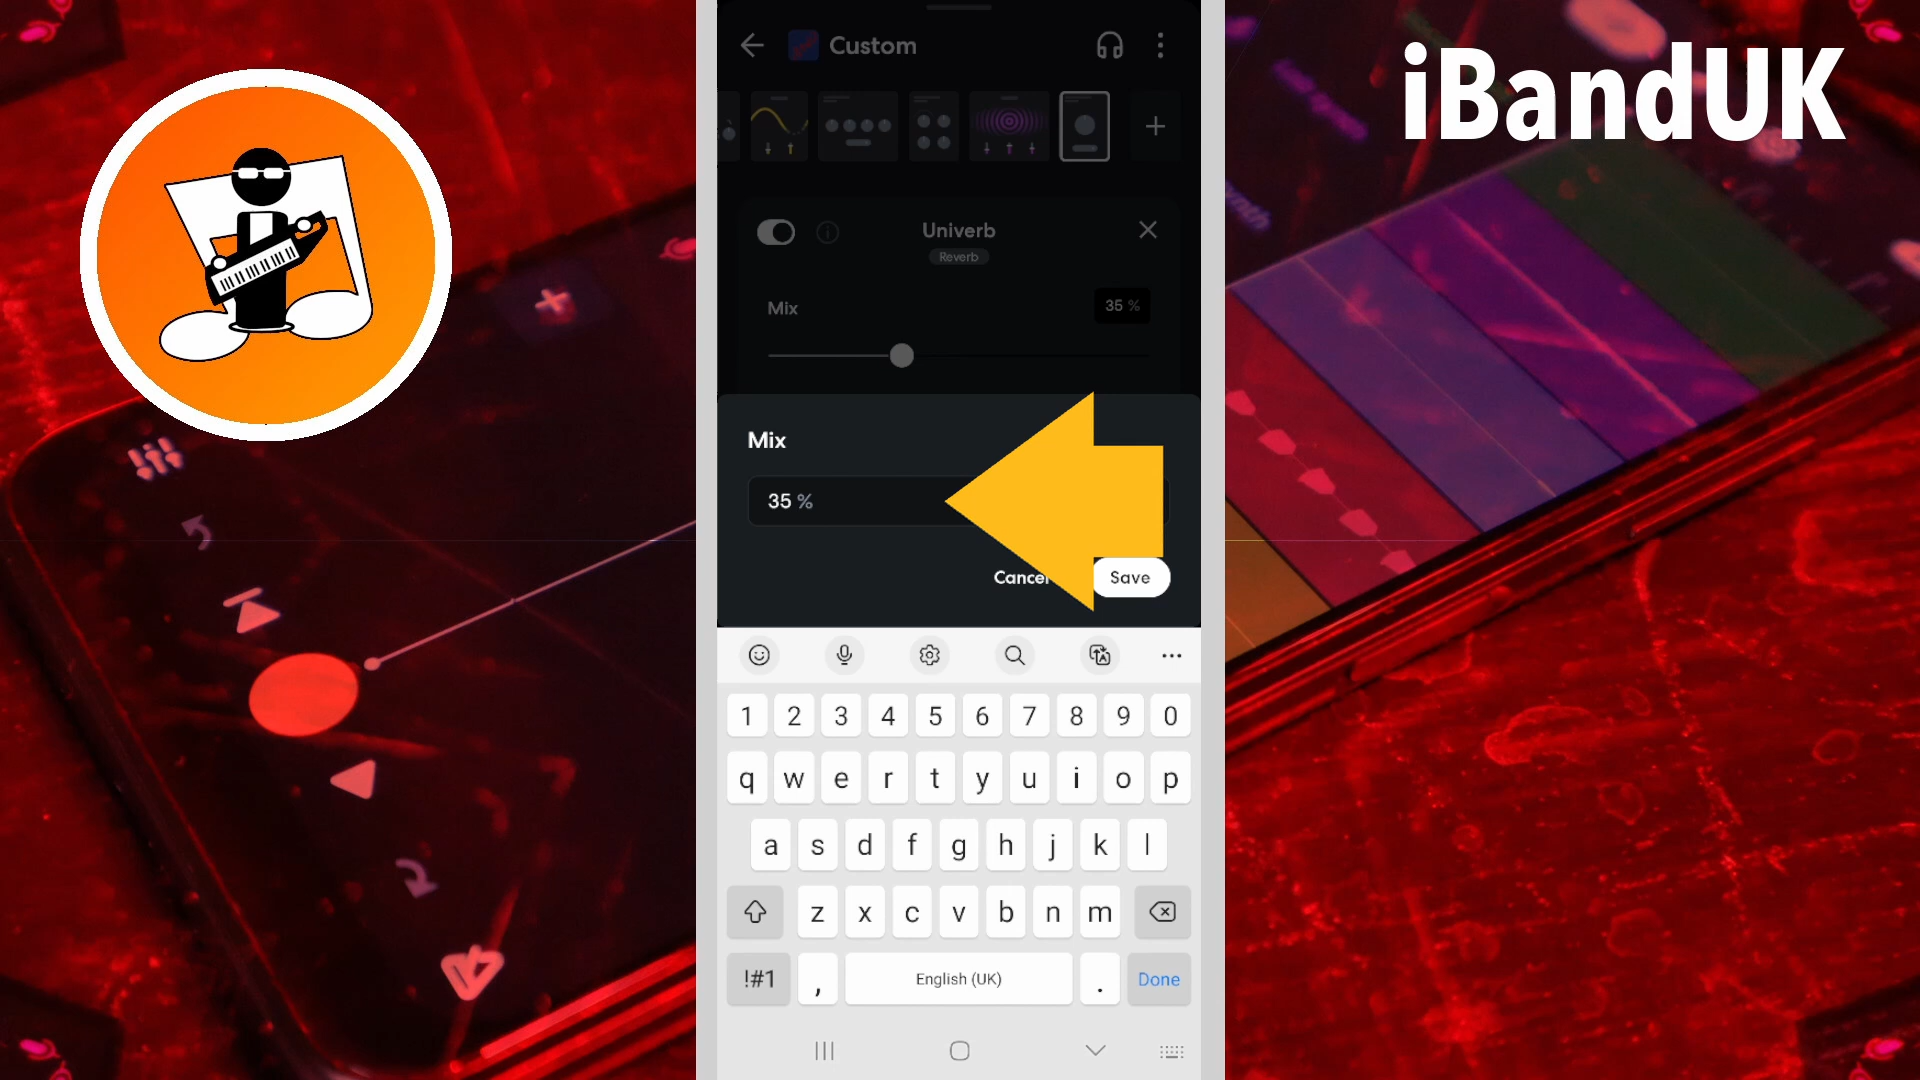 iBandUK
Custom
Univerb
Reverb
Mix
35 %
Mix
35 %
Cancel
Save
1 2 3 4 5 6 7 8 9 0
q w e r t y u i o p
a s d f g h j k l
z x c v b n m
!#1 , English (UK) . Done